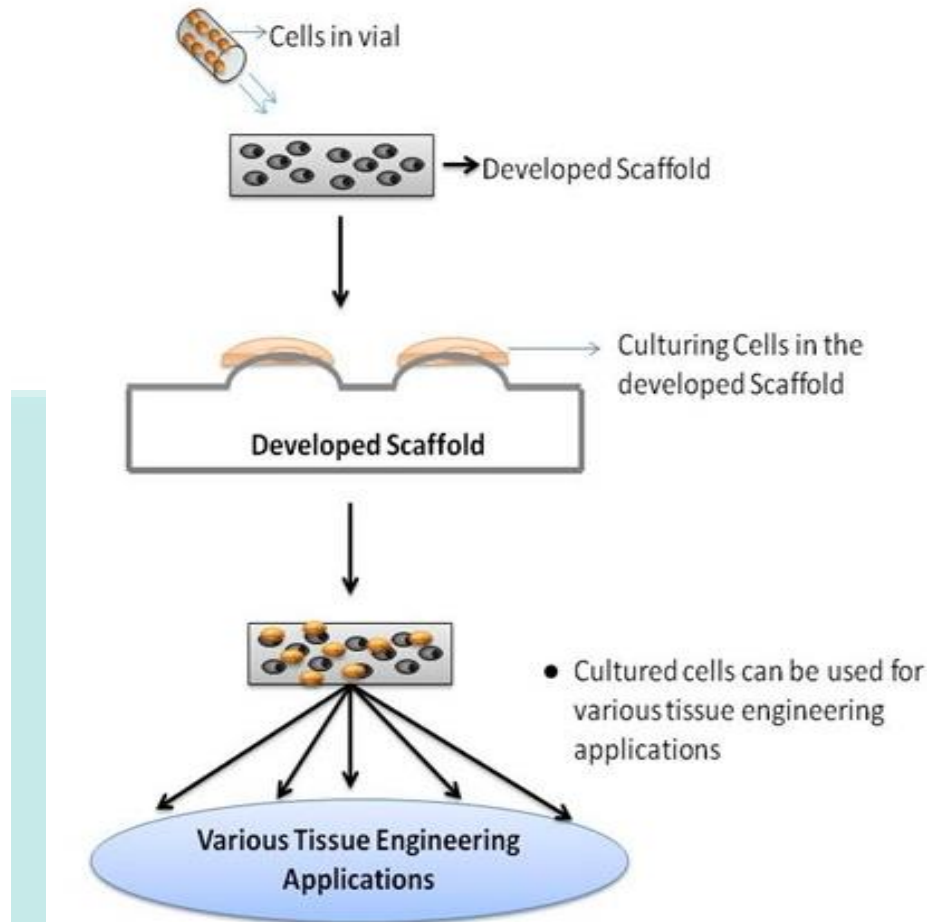 Cells in vial
Developed Scaffold
Culturing Cells in the
developed Scaffold
Developed Scaffold
● Cultured cells can be used for
various tissue engineering
applications
Various Tissue Engineering
Applications